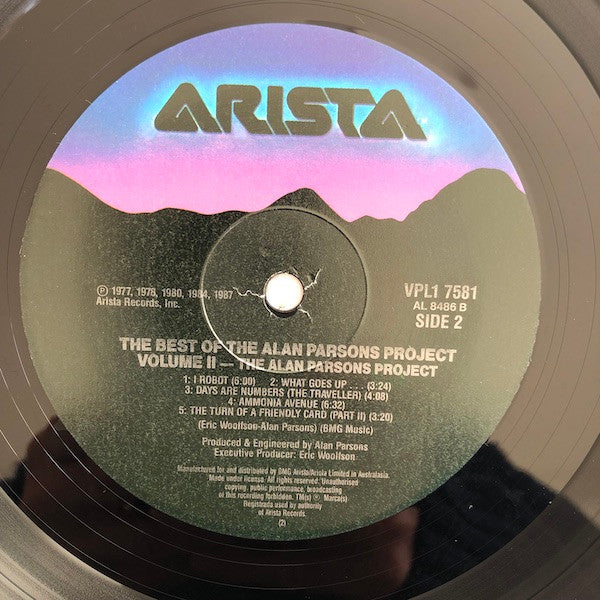 ARISTA
℗ 1977, 1978, 1980, 1984, 1987
Arista Records, Inc.
VPL1 7581
AL 8486 B
SIDE 2
THE BEST OF THE ALAN PARSONS PROJECT
VOLUME II — THE ALAN PARSONS PROJECT
1: I ROBOT (6:00) 2: WHAT GOES UP . . . (3:24)
3: DAYS ARE NUMBERS (THE TRAVELLER) (4:08)
4: AMMONIA AVENUE (6:32)
5: THE TURN OF A FRIENDLY CARD (PART II) (3:20)
(Eric Woolfson-Alan Parsons) (BMG Music)
Produced & Engineered by Alan Parsons
Executive Producer: Eric Woolfson.
Manufactured for and distributed by BMG Arista/Ariola Limited in Australasia.
Made under license. All rights reserved. Unauthorised
copying, public performance, broadcasting
of this recording forbidden. TM(s) ® Marca(s)
Registrada used by authority
of Arista Records.
(2)